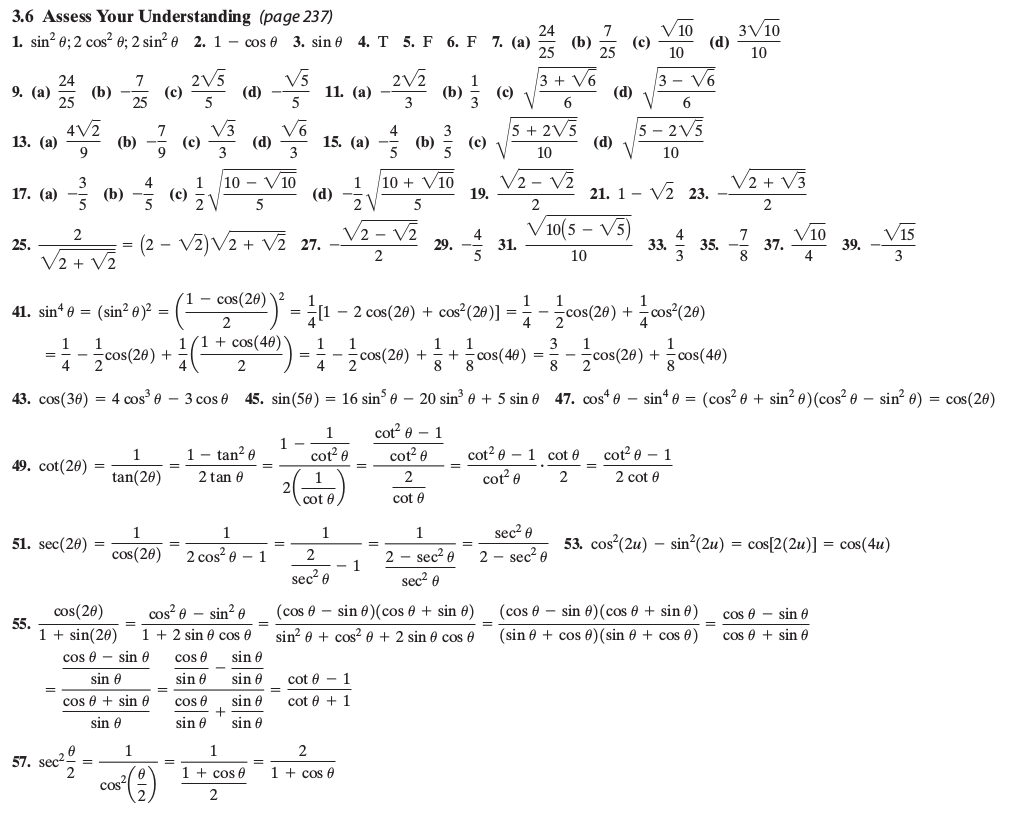 3.6 Assess Your Understanding (page 237)
1. sin² θ; 2 cos² θ; 2 sin² θ 2. 1 − cos θ 3. sin θ 4. T 5. F 6. F 7. (a) 24/25 (b) 7/25 (c) √10/10 (d) 3√10/10
9. (a) 24/25 (b) −7/25 (c) 2√5/5 (d) −√5/5 11. (a) −2√2/3 (b) 1/3 (c) √((3 + √6)/6) (d) √((3 − √6)/6)
13. (a) 4√2/9 (b) −7/9 (c) √3/3 (d) √6/3 15. (a) −4/5 (b) 3/5 (c) √((5 + 2√5)/10) (d) √((5 − 2√5)/10)
17. (a) −3/5 (b) −4/5 (c) 1/2 √((10 − √10)/5) (d) −1/2 √((10 + √10)/5) 19. √(2 − √2)/2 21. 1 − √2 23. −√(2 + √3)/2
25. 2/√(2 + √2) = (2 − √2)√(2 + √2) 27. −√(2 − √2)/2 29. −4/5 31. √(10(5 − √5))/10 33. 4/3 35. −7/8 37. √10/4 39. −√15/3
41. sin⁴ θ = (sin² θ)² = ((1 − cos(2θ))/2)² = 1/4[1 − 2 cos(2θ) + cos²(2θ)] = 1/4 − 1/2 cos(2θ) + 1/4 cos²(2θ)
= 1/4 − 1/2 cos(2θ) + 1/4((1 + cos(4θ))/2) = 1/4 − 1/2 cos(2θ) + 1/8 + 1/8 cos(4θ) = 3/8 − 1/2 cos(2θ) + 1/8 cos(4θ)
43. cos(3θ) = 4 cos³ θ − 3 cos θ 45. sin(5θ) = 16 sin⁵ θ − 20 sin³ θ + 5 sin θ 47. cos⁴ θ − sin⁴ θ = (cos² θ + sin² θ)(cos² θ − sin² θ) = cos(2θ)
49. cot(2θ) = 1/tan(2θ) = (1 − tan² θ)/(2 tan θ) = (1 − 1/cot² θ)/(2(1/cot θ)) = ((cot² θ − 1)/cot² θ)/(2/cot θ) = (cot² θ − 1)/cot² θ · cot θ/2 = (cot² θ − 1)/(2 cot θ)
51. sec(2θ) = 1/cos(2θ) = 1/(2 cos² θ − 1) = 1/(2/sec² θ − 1) = 1/((2 − sec² θ)/sec² θ) = sec² θ/(2 − sec² θ) 53. cos²(2u) − sin²(2u) = cos[2(2u)] = cos(4u)
55. cos(2θ)/(1 + sin(2θ)) = (cos² θ − sin² θ)/(1 + 2 sin θ cos θ) = (cos θ − sin θ)(cos θ + sin θ)/(sin² θ + cos² θ + 2 sin θ cos θ) = (cos θ − sin θ)(cos θ + sin θ)/((sin θ + cos θ)(sin θ + cos θ)) = (cos θ − sin θ)/(cos θ + sin θ)
= ((cos θ − sin θ)/sin θ)/((cos θ + sin θ)/sin θ) = (cos θ/sin θ − sin θ/sin θ)/(cos θ/sin θ + sin θ/sin θ) = (cot θ − 1)/(cot θ + 1)
57. sec² θ/2 = 1/cos²(θ/2) = 1/((1 + cos θ)/2) = 2/(1 + cos θ)